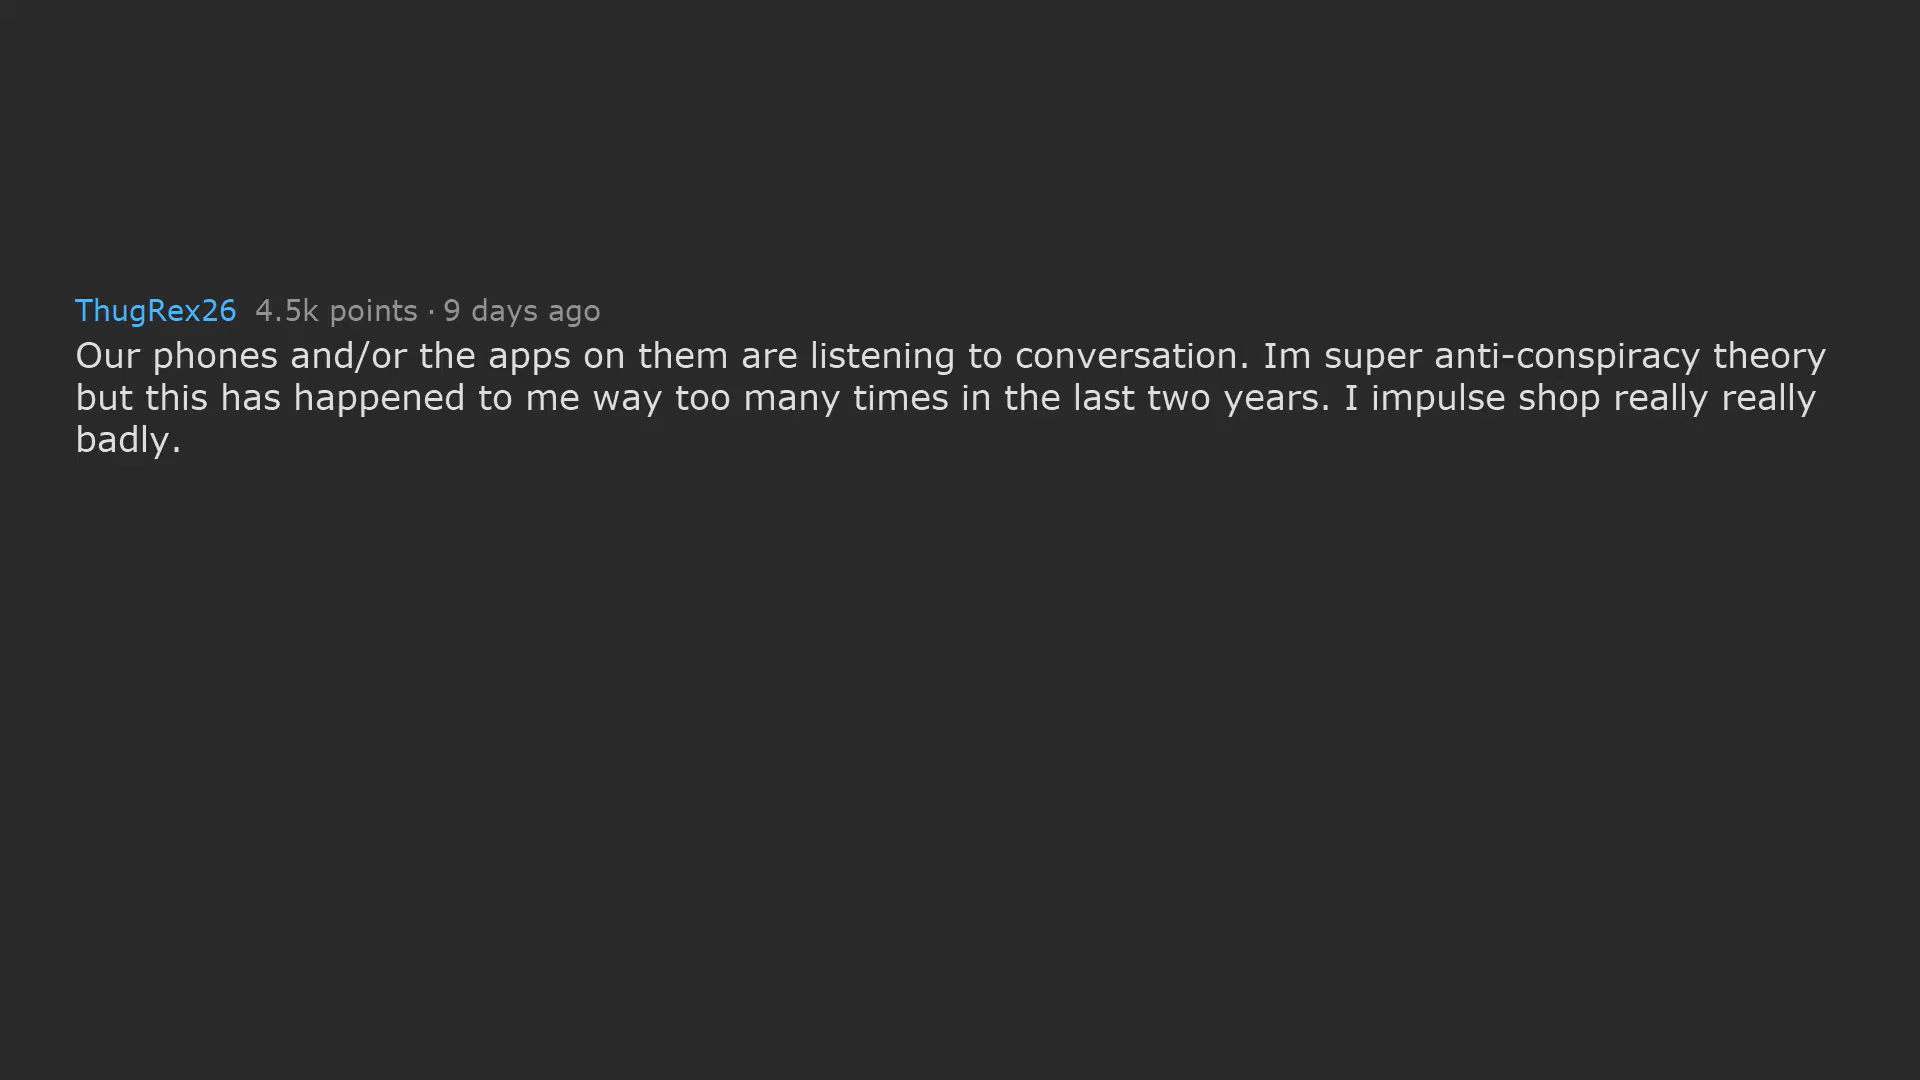 ThugRex26 4.5k points · 9 days ago
Our phones and/or the apps on them are listening to conversation. Im super anti-conspiracy theory
but this has happened to me way too many times in the last two years. I impulse shop really really
badly.